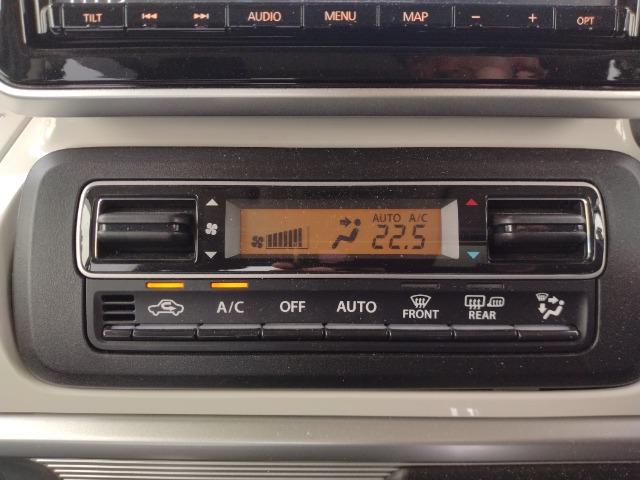 TILT AUDIO MENU MAP − + OPT
AUTO A/C
22.5
A/C OFF AUTO FRONT REAR